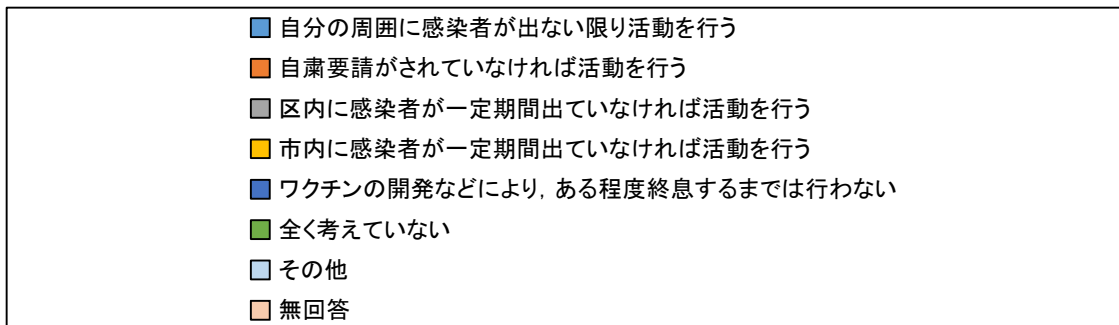 自分の周囲に感染者が出ない限り活動を行う
自粛要請がされていなければ活動を行う
区内に感染者が一定期間出ていなければ活動を行う
市内に感染者が一定期間出ていなければ活動を行う
ワクチンの開発などにより，ある程度終息するまでは行わない
全く考えていない
その他
無回答